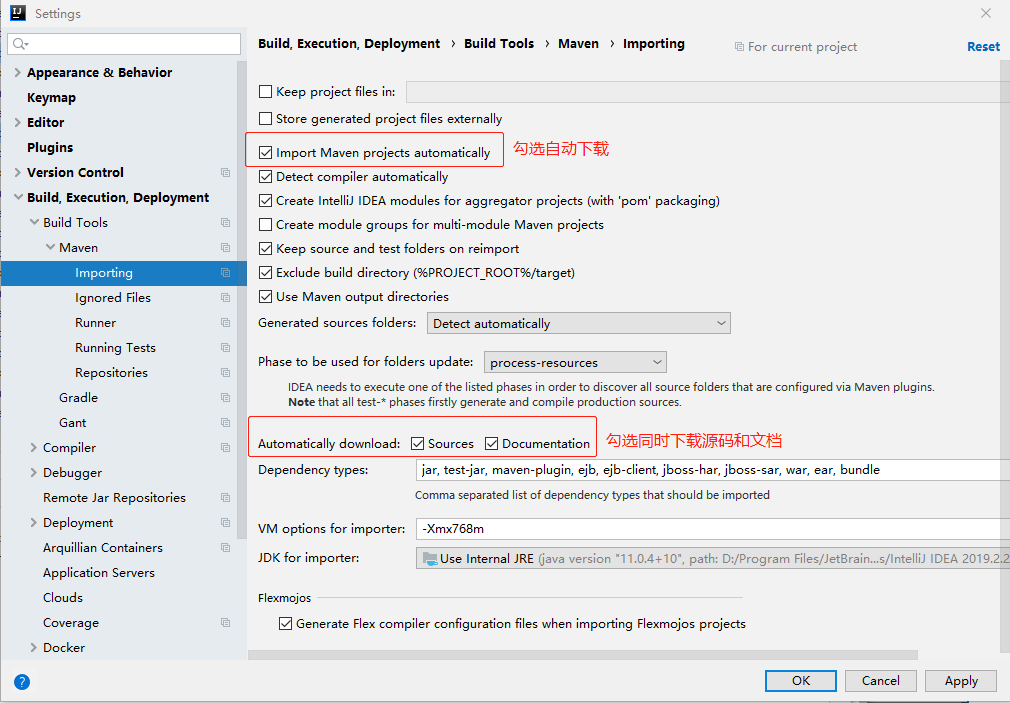 Settings
Build, Execution, Deployment › Build Tools › Maven › Importing
For current project
Reset
Appearance & Behavior
Keymap
Editor
Plugins
Version Control
Build, Execution, Deployment
Build Tools
Maven
Importing
Ignored Files
Runner
Running Tests
Repositories
Gradle
Gant
Compiler
Debugger
Remote Jar Repositories
Deployment
Arquillian Containers
Application Servers
Clouds
Coverage
Docker
Keep project files in:
Store generated project files externally
Import Maven projects automatically 勾选自动下载
Detect compiler automatically
Create IntelliJ IDEA modules for aggregator projects (with 'pom' packaging)
Create module groups for multi-module Maven projects
Keep source and test folders on reimport
Exclude build directory (%PROJECT_ROOT%/target)
Use Maven output directories
Generated sources folders: Detect automatically
Phase to be used for folders update: process-resources
IDEA needs to execute one of the listed phases in order to discover all source folders that are configured via Maven plugins.
Note that all test-* phases firstly generate and compile production sources.
Automatically download: Sources Documentation 勾选同时下载源码和文档
Dependency types: jar, test-jar, maven-plugin, ejb, ejb-client, jboss-har, jboss-sar, war, ear, bundle
Comma separated list of dependency types that should be imported
VM options for importer: -Xmx768m
JDK for importer: Use Internal JRE (java version "11.0.4+10", path: D:/Program Files/JetBrain...s/IntelliJ IDEA 2019.2.2
Flexmojos
Generate Flex compiler configuration files when importing Flexmojos projects
?
OK
Cancel
Apply